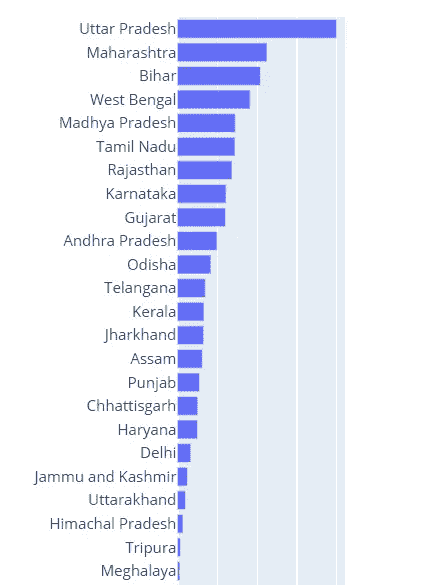 Uttar Pradesh
Maharashtra
Bihar
West Bengal
Madhya Pradesh
Tamil Nadu
Rajasthan
Karnataka
Gujarat
Andhra Pradesh
Odisha
Telangana
Kerala
Jharkhand
Assam
Punjab
Chhattisgarh
Haryana
Delhi
Jammu and Kashmir
Uttarakhand
Himachal Pradesh
Tripura
Meghalaya